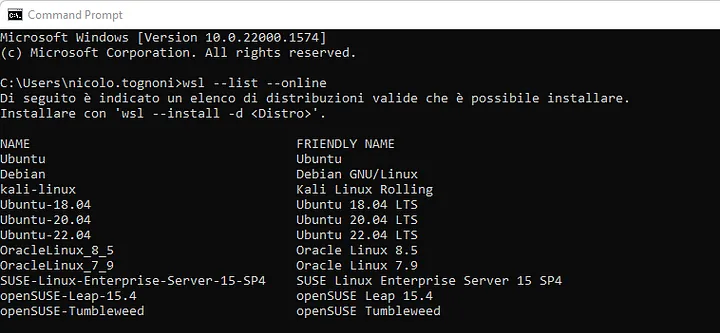 Command Prompt
Microsoft Windows [Version 10.0.22000.1574]
(c) Microsoft Corporation. All rights reserved.
C:\Users\nicolo.tognoni>wsl --list --online
Di seguito è indicato un elenco di distribuzioni valide che è possibile installare.
Installare con 'wsl --install -d <Distro>'.
NAME FRIENDLY NAME
Ubuntu Ubuntu
Debian Debian GNU/Linux
kali-linux Kali Linux Rolling
Ubuntu-18.04 Ubuntu 18.04 LTS
Ubuntu-20.04 Ubuntu 20.04 LTS
Ubuntu-22.04 Ubuntu 22.04 LTS
OracleLinux_8_5 Oracle Linux 8.5
OracleLinux_7_9 Oracle Linux 7.9
SUSE-Linux-Enterprise-Server-15-SP4 SUSE Linux Enterprise Server 15 SP4
openSUSE-Leap-15.4 openSUSE Leap 15.4
openSUSE-Tumbleweed openSUSE Tumbleweed